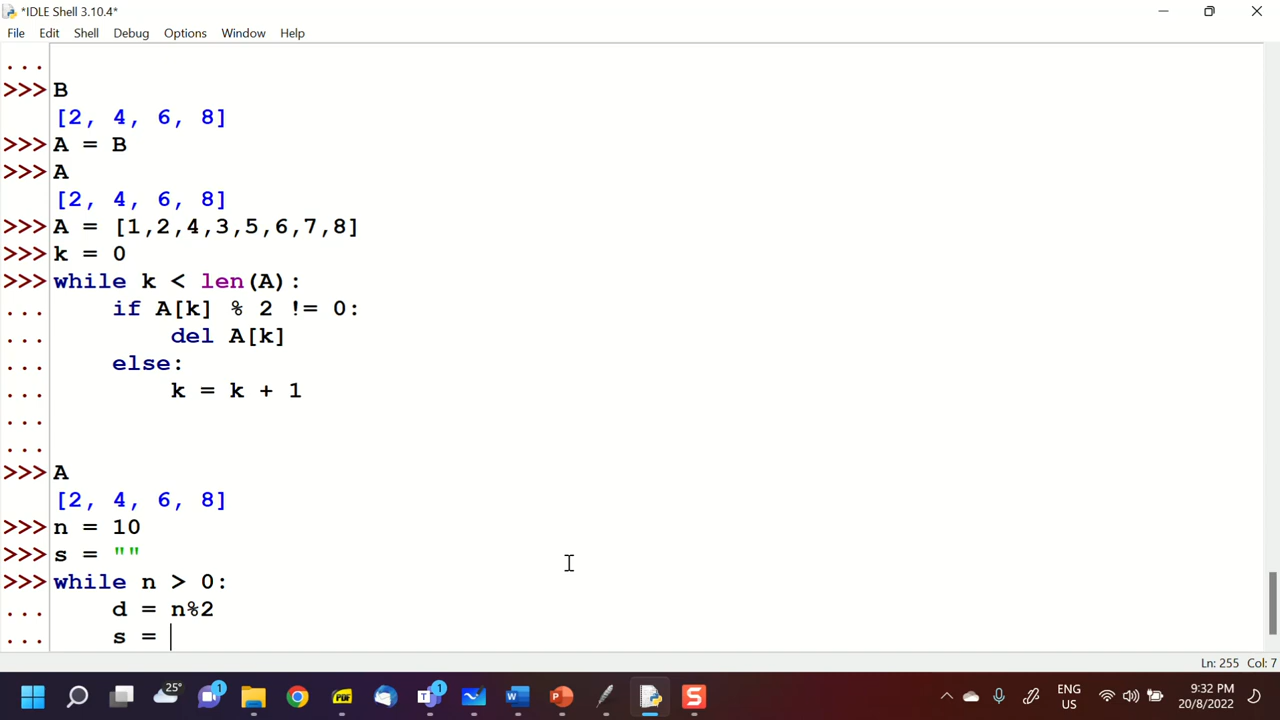 *IDLE Shell 3.10.4*
File Edit Shell Debug Options Window Help
...
>>> B
[2, 4, 6, 8]
>>> A = B
>>> A
[2, 4, 6, 8]
>>> A = [1,2,4,3,5,6,7,8]
>>> k = 0
>>> while k < len(A):
...     if A[k] % 2 != 0:
...         del A[k]
...     else:
...         k = k + 1
...
...
>>> A
[2, 4, 6, 8]
>>> n = 10
>>> s = ""
>>> while n > 0:
...     d = n%2
...     s =
Ln: 255 Col: 7
25° 1 PDF 1 W P S ENG US 9:32 PM 20/8/2022